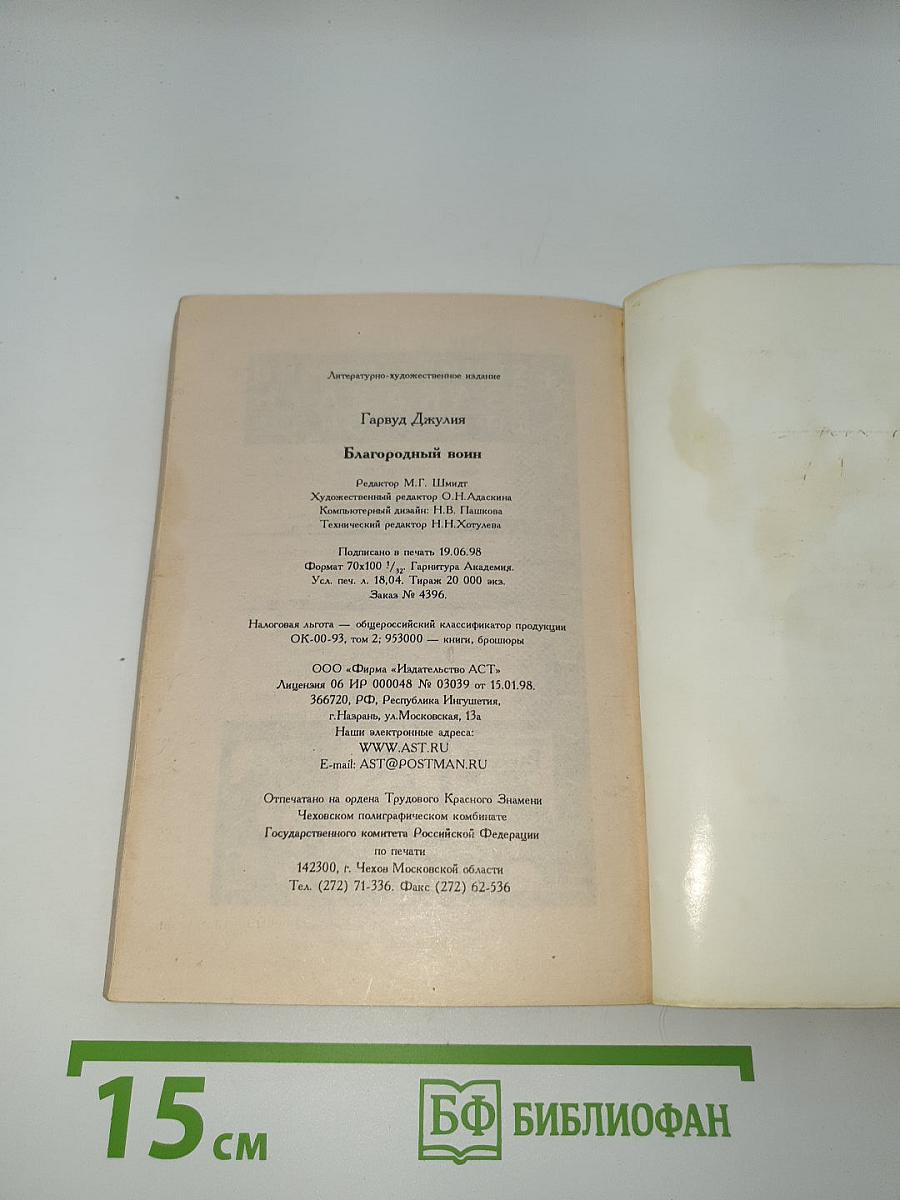 Литературно-художественное издание
Гарвуд Джулия
Благородный воин
Редактор М.Г. Шмидт
Художественный редактор О.Н.Адаскина
Компьютерный дизайн: Н.В. Пашкова
Технический редактор Н.Н.Хотулева
Подписано в печать 19.06.98
Формат 70х100 1/32. Гарнитура Академия.
Усл. печ. л. 18,04. Тираж 20 000 экз.
Заказ № 4396.
Налоговая льгота — общероссийский классификатор продукции
ОК-00-93, том 2; 953000 — книги, брошюры
ООО «Фирма «Издательство АСТ»
Лицензия 06 ИР 000048 № 03039 от 15.01.98.
366720, РФ, Республика Ингушетия,
г.Назрань, ул.Московская, 13а
Наши электронные адреса:
WWW.AST.RU
E-mail: AST@POSTMAN.RU
Отпечатано на ордена Трудового Красного Знамени
Чеховском полиграфическом комбинате
Государственного комитета Российской Федерации
по печати
142300, г. Чехов Московской области
Тел. (272) 71-336. Факс (272) 62-536
15 см
БФ БИБЛИОФАН